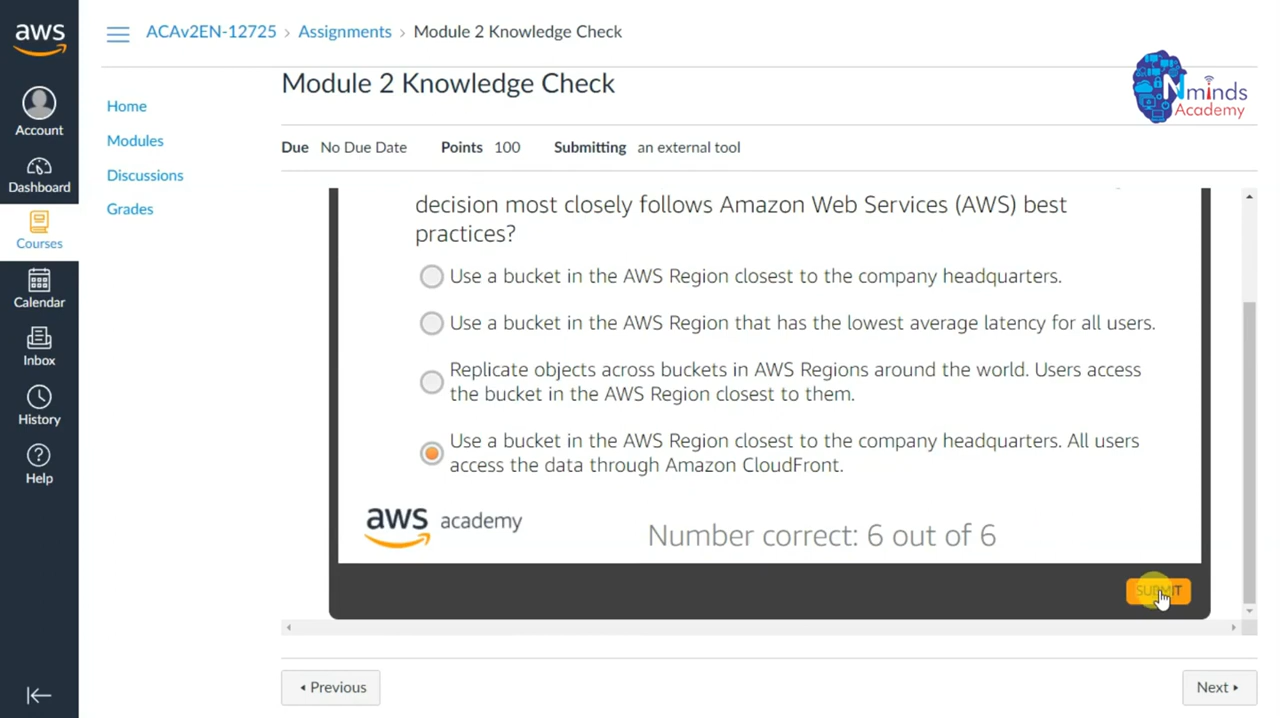 aws
ACAv2EN-12725 › Assignments › Module 2 Knowledge Check
Nminds
Academy
Account
Dashboard
Courses
Calendar
Inbox
History
Help
Home
Modules
Discussions
Grades
Module 2 Knowledge Check
Due No Due Date Points 100 Submitting an external tool
decision most closely follows Amazon Web Services (AWS) best
practices?
Use a bucket in the AWS Region closest to the company headquarters.
Use a bucket in the AWS Region that has the lowest average latency for all users.
Replicate objects across buckets in AWS Regions around the world. Users access
the bucket in the AWS Region closest to them.
Use a bucket in the AWS Region closest to the company headquarters. All users
access the data through Amazon CloudFront.
aws academy
Number correct: 6 out of 6
SUBMIT
Previous
Next